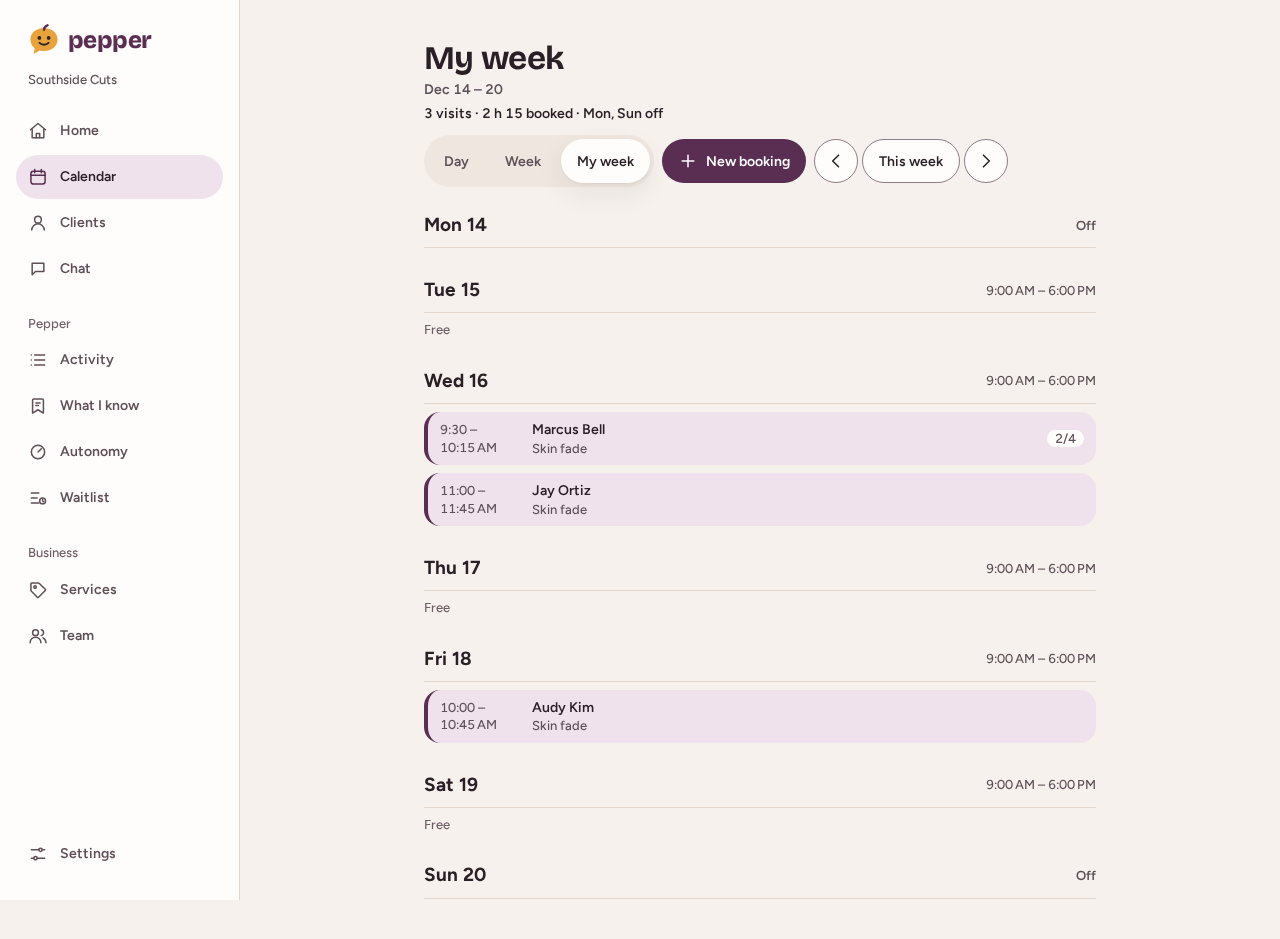 pepper
Southside Cuts
Home
Calendar
Clients
Chat
Pepper
Activity
What I know
Autonomy
Waitlist
Business
Services
Team
Settings
My week
Dec 14 – 20
3 visits · 2 h 15 booked · Mon, Sun off
Day Week My week New booking This week
Mon 14 Off
Tue 15 9:00 AM – 6:00 PM
Free
Wed 16 9:00 AM – 6:00 PM
9:30 – Marcus Bell
10:15 AM Skin fade 2/4
11:00 – Jay Ortiz
11:45 AM Skin fade
Thu 17 9:00 AM – 6:00 PM
Free
Fri 18 9:00 AM – 6:00 PM
10:00 – Audy Kim
10:45 AM Skin fade
Sat 19 9:00 AM – 6:00 PM
Free
Sun 20 Off